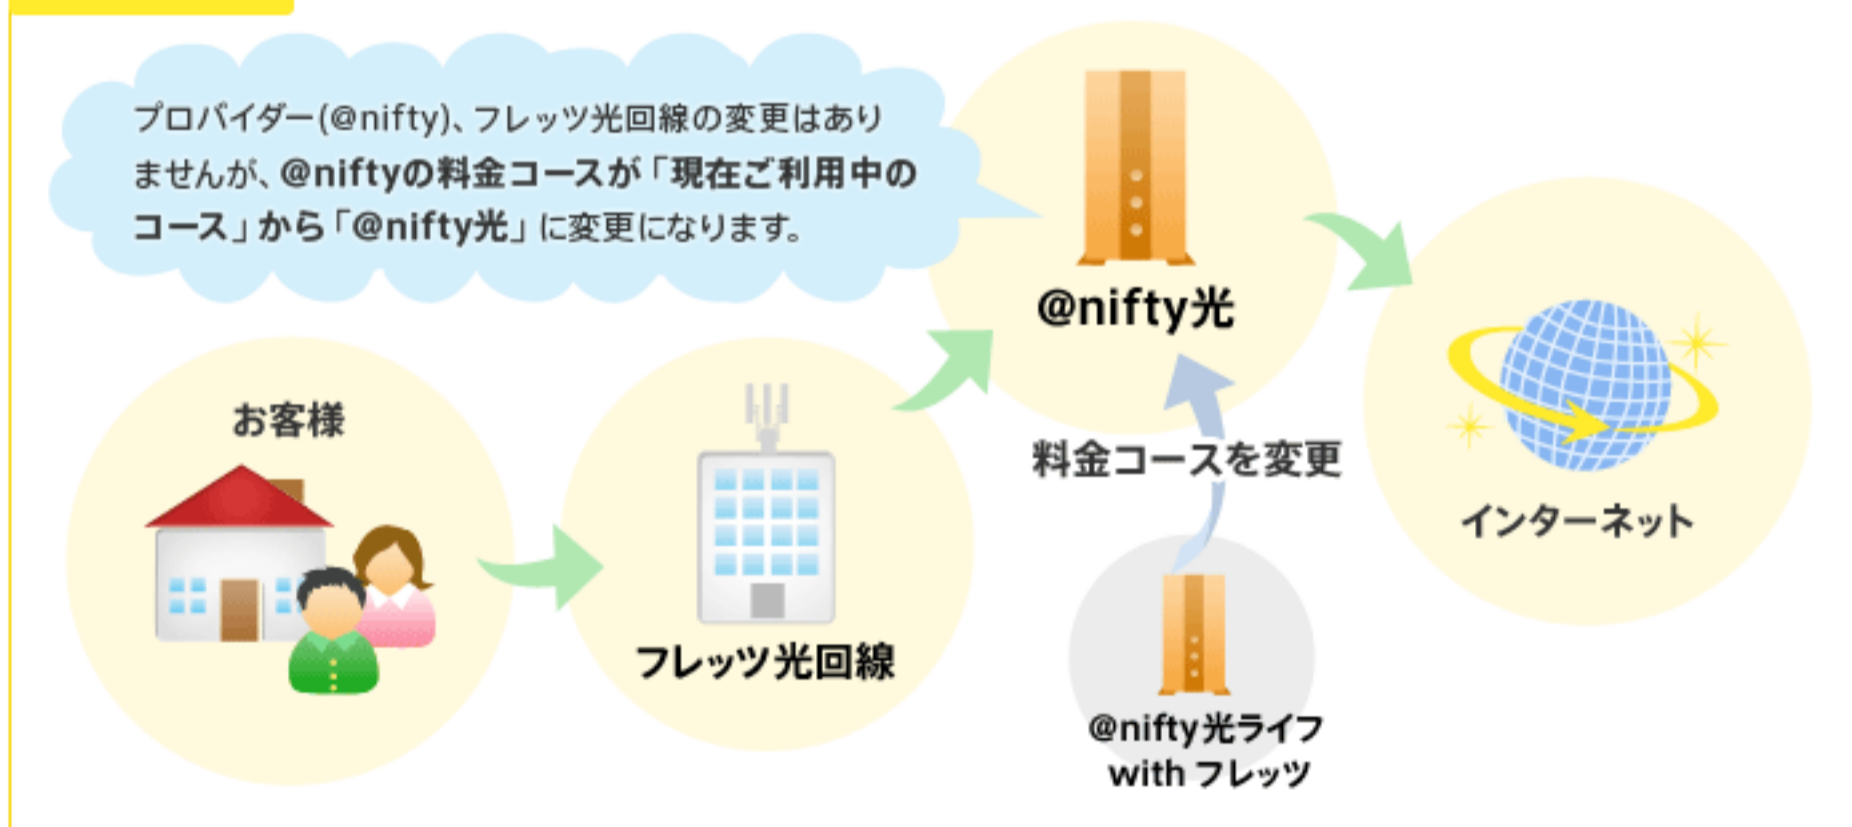 プロバイダー(@nifty)、フレッツ光回線の変更はあり
ませんが、@niftyの料金コースが「現在ご利用中の
コース」から「@nifty光」に変更になります。
@nifty光
お客様
料金コースを変更
インターネット
フレッツ光回線
@nifty光ライフ
with フレッツ